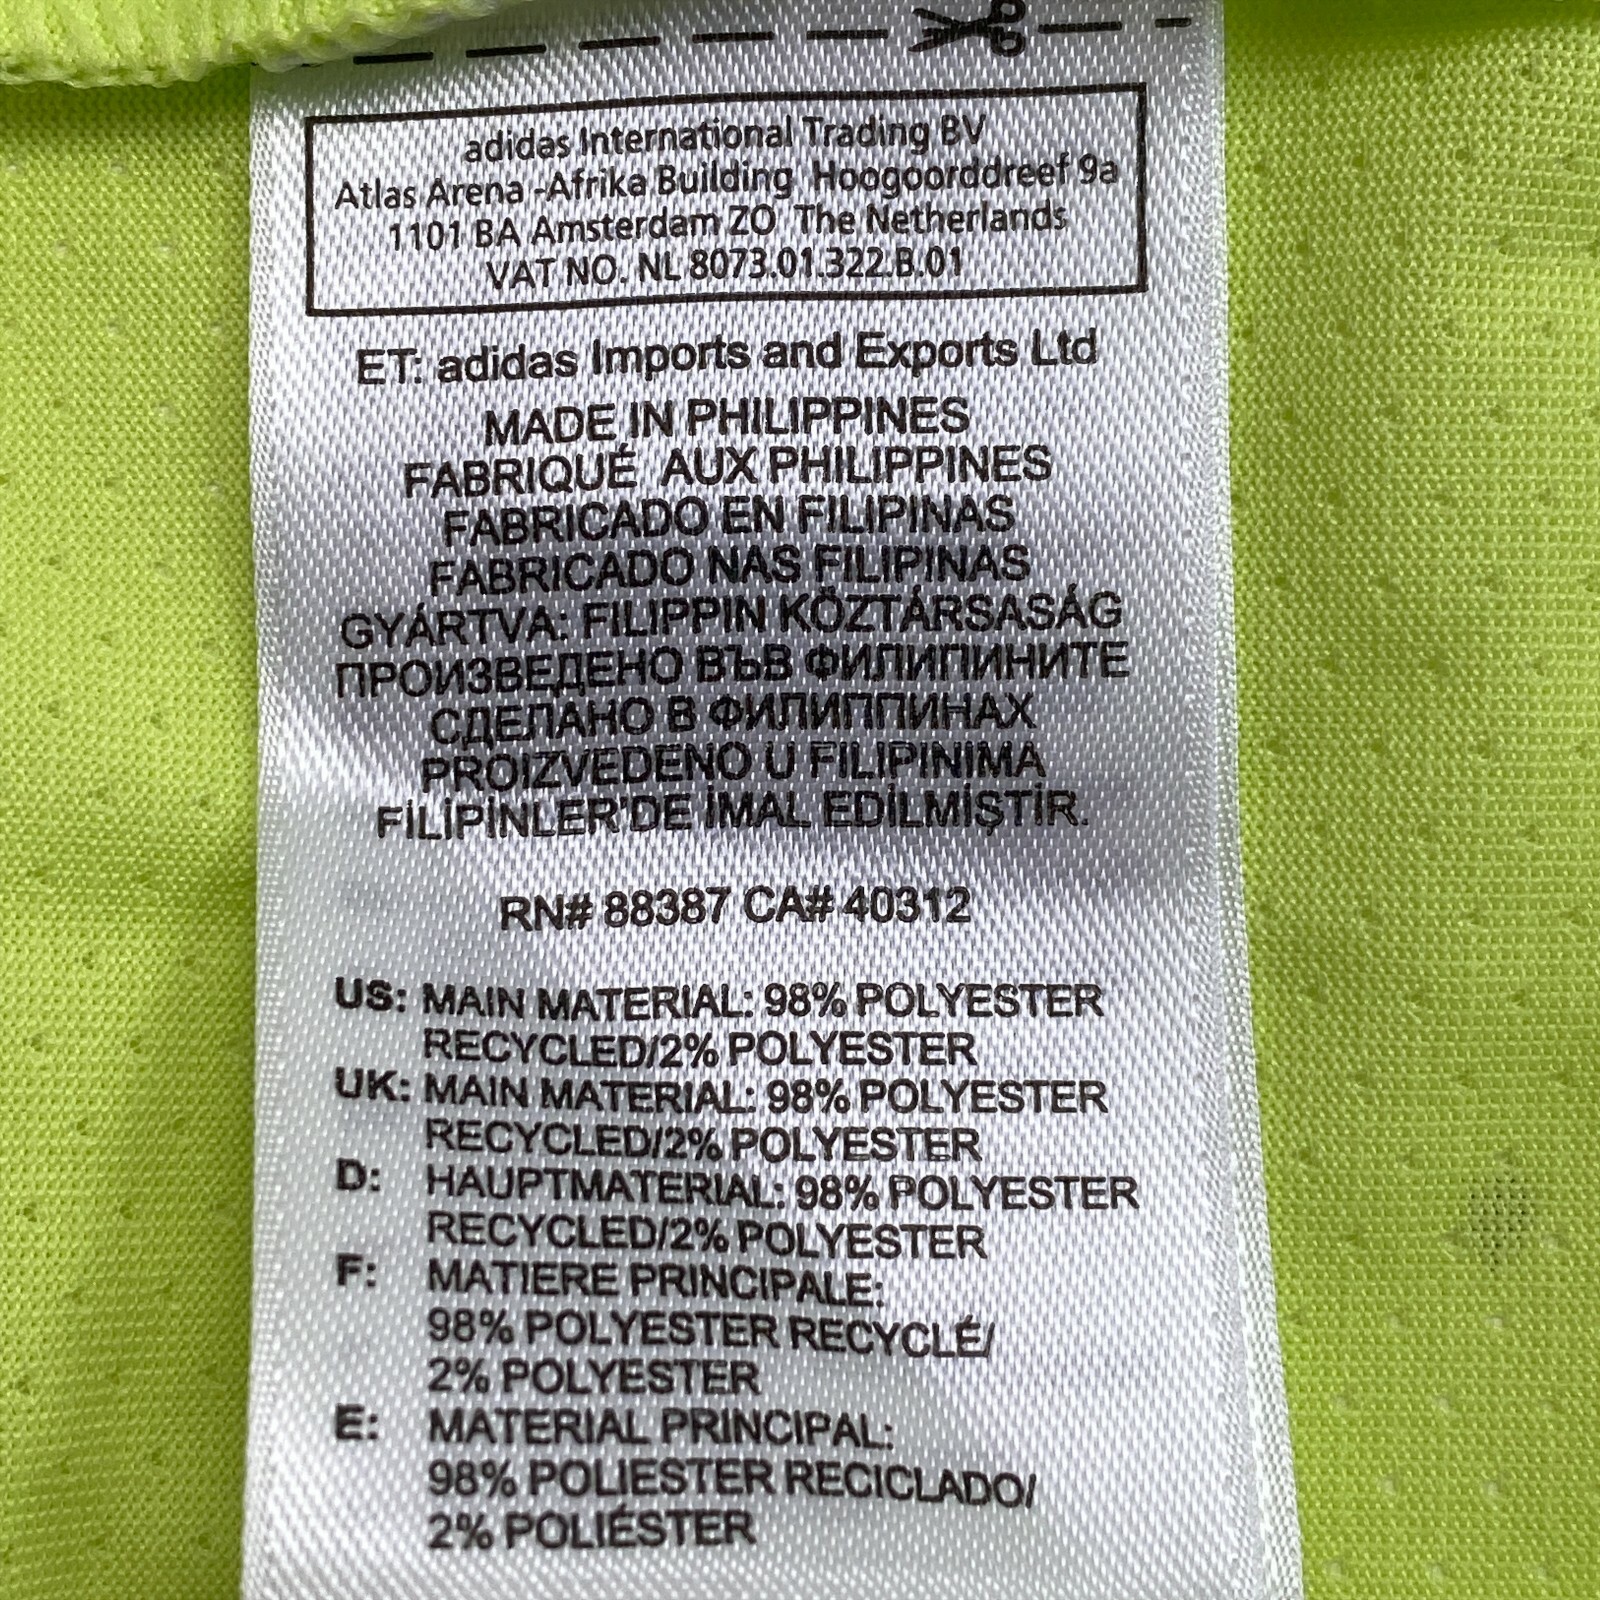 adidas International Trading BV
Atlas Arena -Afrika Building Hoogoorddreef 9a
1101 BA Amsterdam ZO The Netherlands
VAT NO. NL 8073.01.322.B.01
ET: adidas Imports and Exports Ltd
MADE IN PHILIPPINES
FABRIQUÉ AUX PHILIPPINES
FABRICADO EN FILIPINAS
FABRICADO NAS FILIPINAS
GYÁRTVA: FILIPPIN KÖZTÁRSASÁG
ПРОИЗВЕДЕНО ВЪВ ФИЛИПИНИТЕ
СДЕЛАНО В ФИЛИППИНАХ
PROIZVEDENO U FILIPINIMA
FİLİPİNLER'DE İMAL EDİLMİŞTİR.
RN# 88387 CA# 40312
US: MAIN MATERIAL: 98% POLYESTER
RECYCLED/2% POLYESTER
UK: MAIN MATERIAL: 98% POLYESTER
RECYCLED/2% POLYESTER
D: HAUPTMATERIAL: 98% POLYESTER
RECYCLED/2% POLYESTER
F: MATIERE PRINCIPALE:
98% POLYESTER RECYCLÉ/
2% POLYESTER
E: MATERIAL PRINCIPAL:
98% POLIESTER RECICLADO/
2% POLIÉSTER